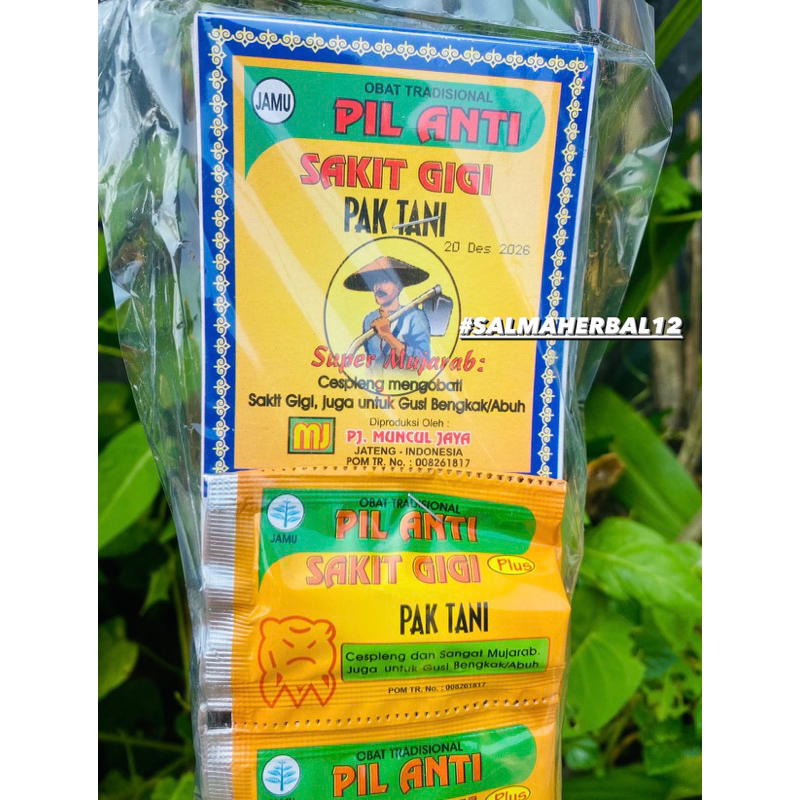 JAMU
OBAT TRADISIONAL
PIL ANTI
SAKIT GIGI
PAK TANI
20 Des 2026
#SALMAHERBAL12
Super Mujarab:
Cespleng mengobati
Sakit Gigi, juga untuk Gusi Bengkak/Abuh
MJ
Diproduksi Oleh :
PJ. MUNCUL JAYA
JATENG - INDONESIA
POM TR. No. : 008261817
OBAT TRADISIONAL
JAMU
PIL ANTI
SAKIT GIGI Plus
PAK TANI
Cespleng dan Sangat Mujarab.
Juga untuk Gusi Bengkak/Abuh
POM TR. No. : 008261817
OBAT TRADISIONAL
JAMU
PIL ANTI
Plus